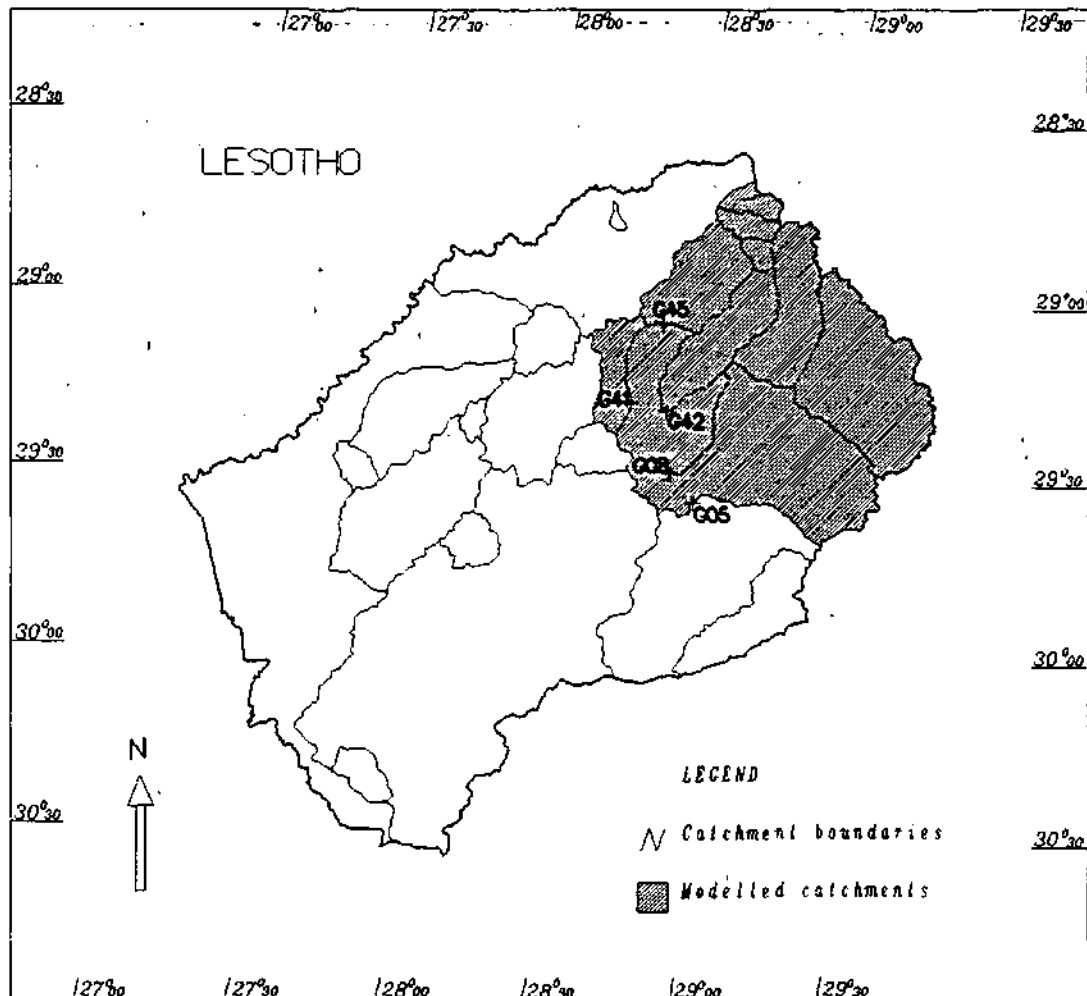 27°00 27°30 28°00 28°30 29°00 29°30
28°30 28°30
LESOTHO
29°00 29°00
G45
G41
G42
29°30 29°30
G08
G05
30°00 30°00
N
LEGEND
Catchment boundaries
30°30 30°30
Modelled catchments
27°00 27°30 28°00 28°30 29°00 29°30